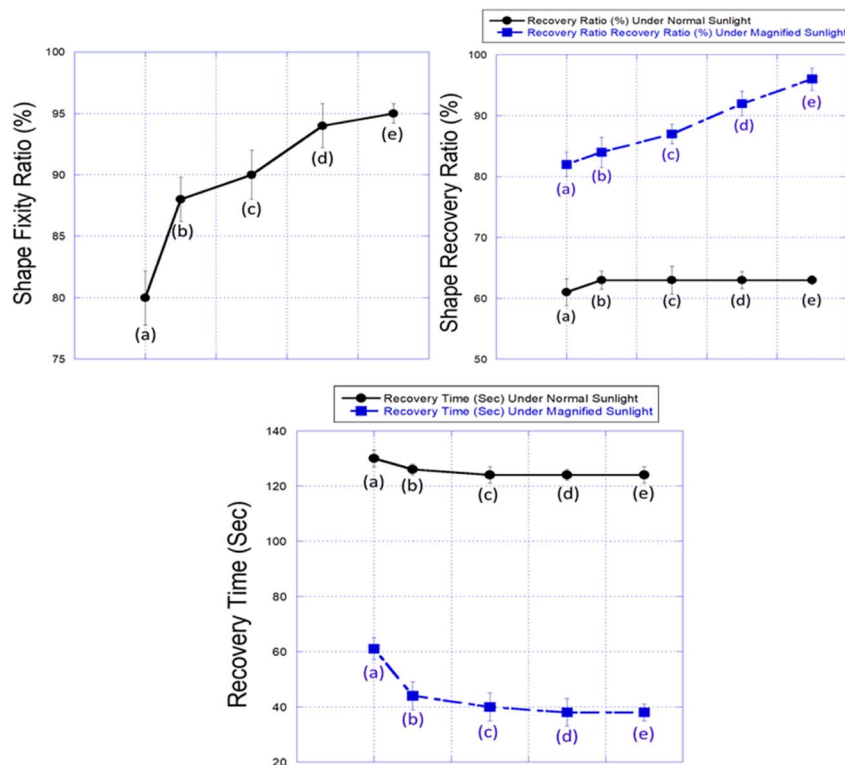 Shape Fixity Ratio (%)
100
95
90
85
80
75
(a)
(b)
(c)
(d)
(e)
Recovery Ratio (%) Under Normal Sunlight
Recovery Ratio Recovery Ratio (%) Under Magnified Sunlight
Shape Recovery Ratio (%)
100
90
80
70
60
50
(a)
(b)
(c)
(d)
(e)
(a)
(b)
(c)
(d)
(e)
Recovery Time (Sec) Under Normal Sunlight
Recovery Time (Sec) Under Magnified Sunlight
Recovery Time (Sec)
140
120
100
80
60
40
20
(a)
(b)
(c)
(d)
(e)
(a)
(b)
(c)
(d)
(e)